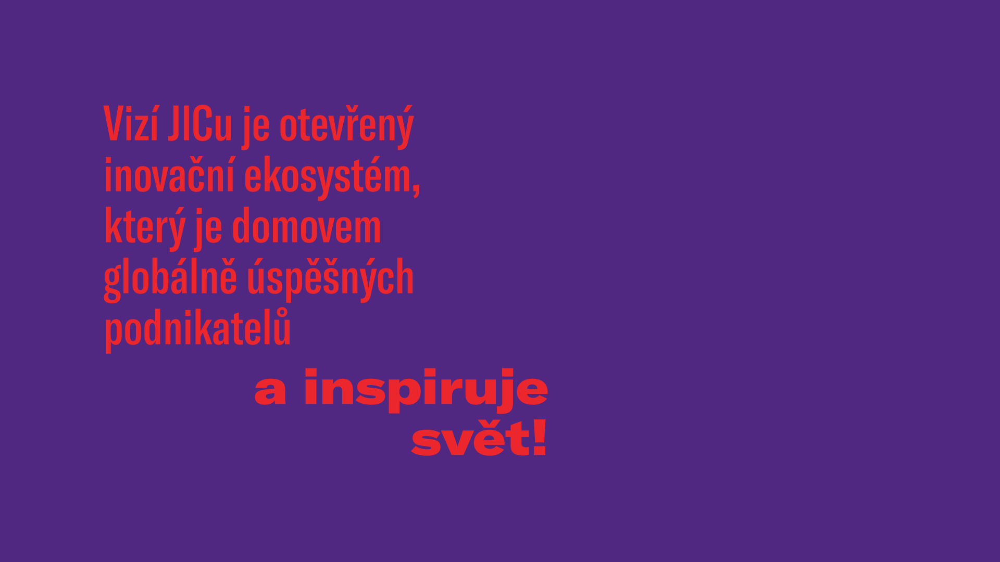 Vizí JICu je otevřený
inovační ekosystém,
který je domovem
globálně úspěšných
podnikatelů
a inspiruje
svět!